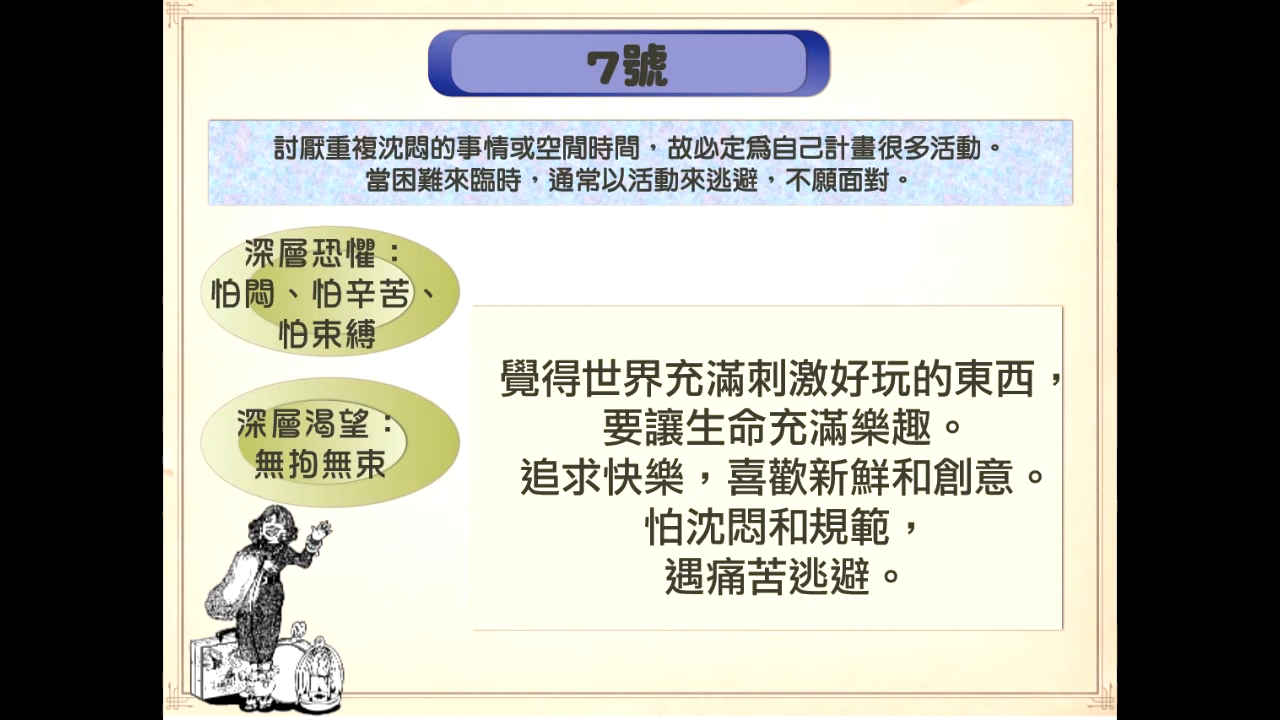 7號
討厭重複沈悶的事情或空閒時間，故必定為自己計畫很多活動。
當困難來臨時，通常以活動來逃避，不願面對。
深層恐懼：
怕悶、怕辛苦、
怕束縛
深層渴望：
無拘無束
覺得世界充滿刺激好玩的東西，
要讓生命充滿樂趣。
追求快樂，喜歡新鮮和創意。
怕沈悶和規範，
遇痛苦逃避。